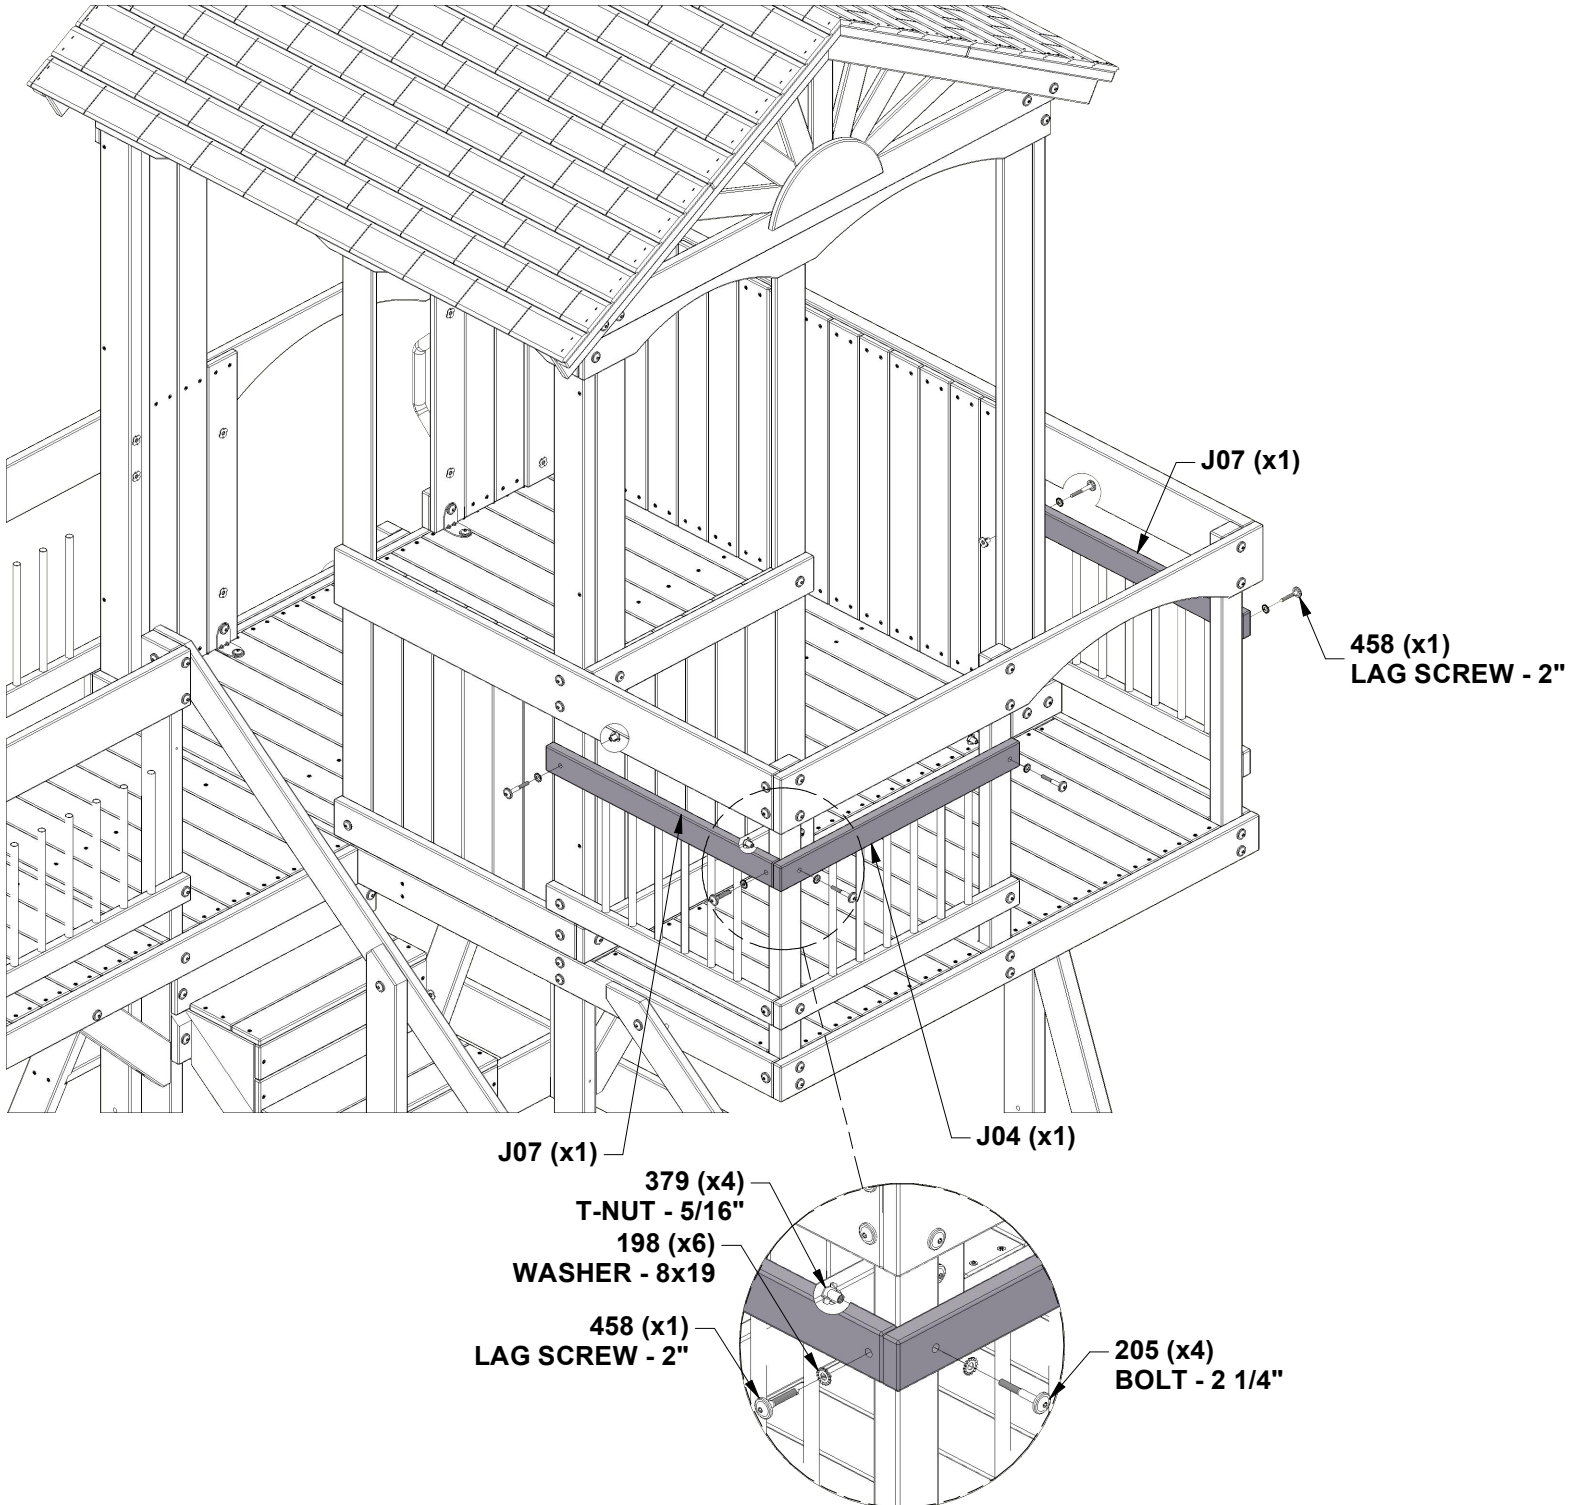 J07 (x1)
458 (x1)
LAG SCREW - 2"
J07 (x1)
J04 (x1)
379 (x4)
T-NUT - 5/16"
198 (x6)
WASHER - 8x19
458 (x1)
LAG SCREW - 2"
205 (x4)
BOLT - 2 1/4"